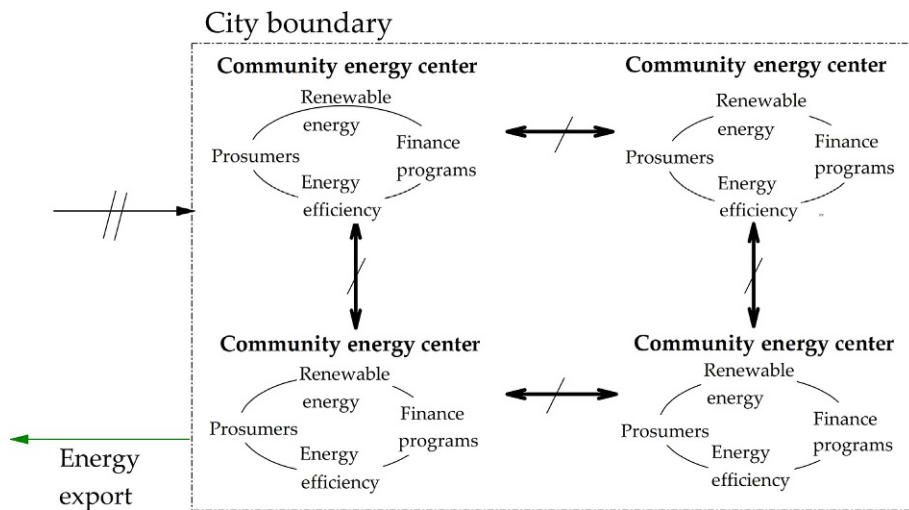 City boundary
Community energy center
Renewable
energy
Prosumers
Finance
programs
Energy
efficiency
Community energy center
Renewable
energy
Prosumers
Finance
programs
Energy
efficiency
Community energy center
Renewable
energy
Prosumers
Finance
programs
Energy
efficiency
Community energy center
Renewable
energy
Prosumers
Finance
programs
Energy
efficiency
Energy
export